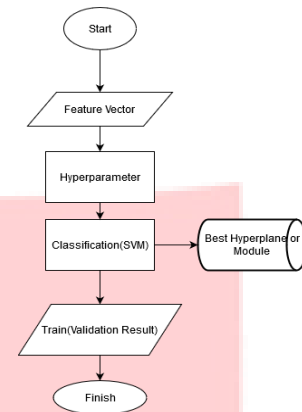 Start
Feature Vector
Hyperparameter
Classification(SVM)
Best Hyperplane or
Module
Train(Validation Result)
Finish